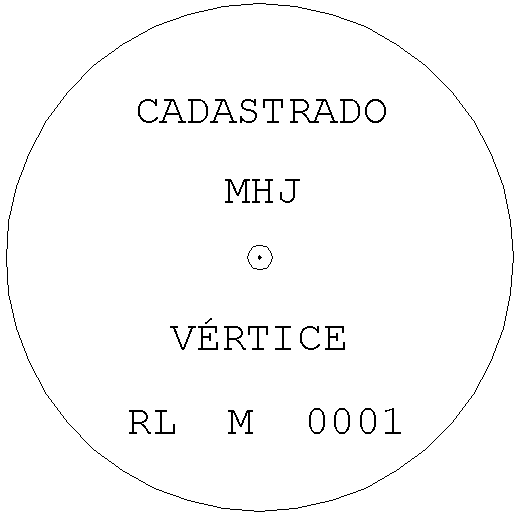 CADASTRADO
MHJ
VÉRTICE
RL M 0001